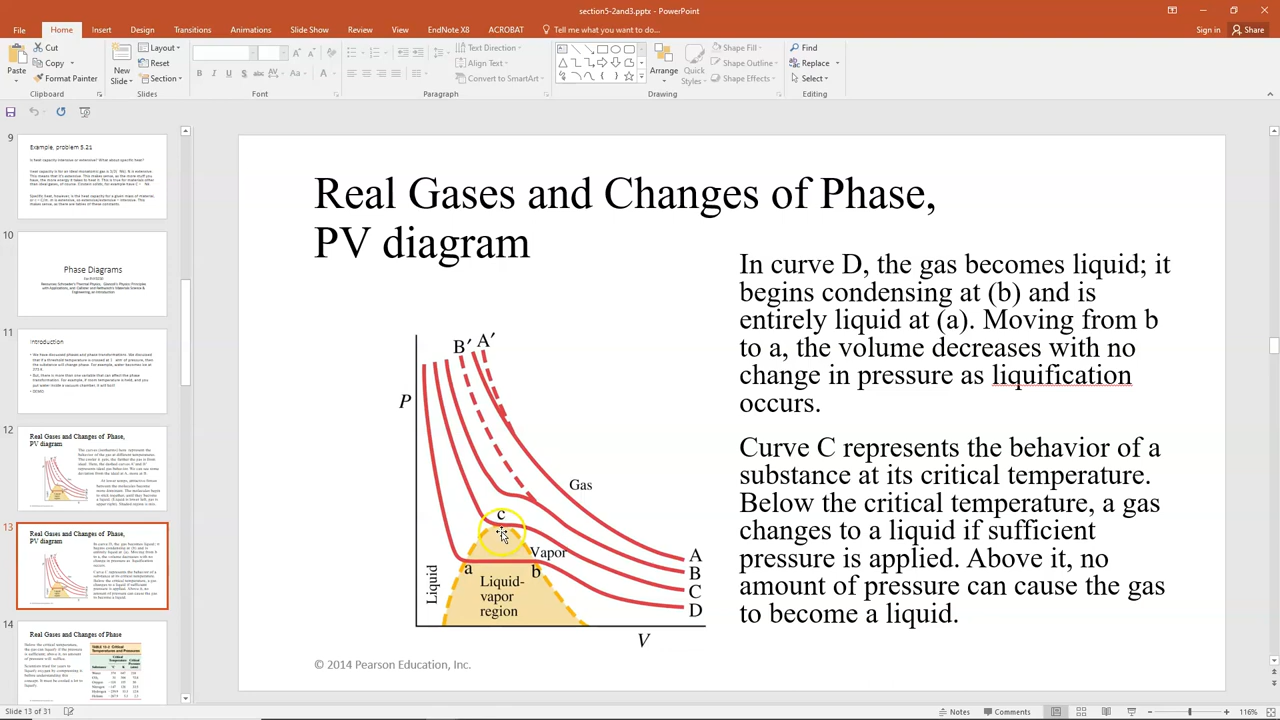 section5-2and3.pptx - PowerPoint
File Home Insert Design Transitions Animations Slide Show Review View EndNote X8 ACROBAT Tell me what you want to do... Sign in Share
Paste
Cut
Copy
Format Painter
Clipboard
New Slide
Layout
Reset
Section
Slides
B I U S abc AV Aa A
Font
Text Direction
Align Text
Convert to SmartArt
Paragraph
Arrange
Quick Styles
Shape Fill
Shape Outline
Shape Effects
Drawing
Find
Replace
Select
Editing
9
Example, problem 5.21
10
Phase Diagrams
11
Introduction
12
Real Gases and Changes of Phase,
PV diagram
13
Real Gases and Changes of Phase,
PV diagram
14
Real Gases and Changes of Phase
Real Gases and Changes of Phase,
PV diagram
In curve D, the gas becomes liquid; it
begins condensing at (b) and is
entirely liquid at (a). Moving from b
to a, the volume decreases with no
change in pressure as liquification
occurs.
Curve C represents the behavior of a
substance at its critical temperature.
Below the critical temperature, a gas
changes to a liquid if sufficient
pressure is applied. Above it, no
amount of pressure can cause the gas
to become a liquid.
B′ A′
P
Gas
c
Vapor
a
b
Liquid
Liquid-
vapor
region
A
B
C
D
V
© 2014 Pearson Education, Inc.
Slide 13 of 31 Notes Comments 116%